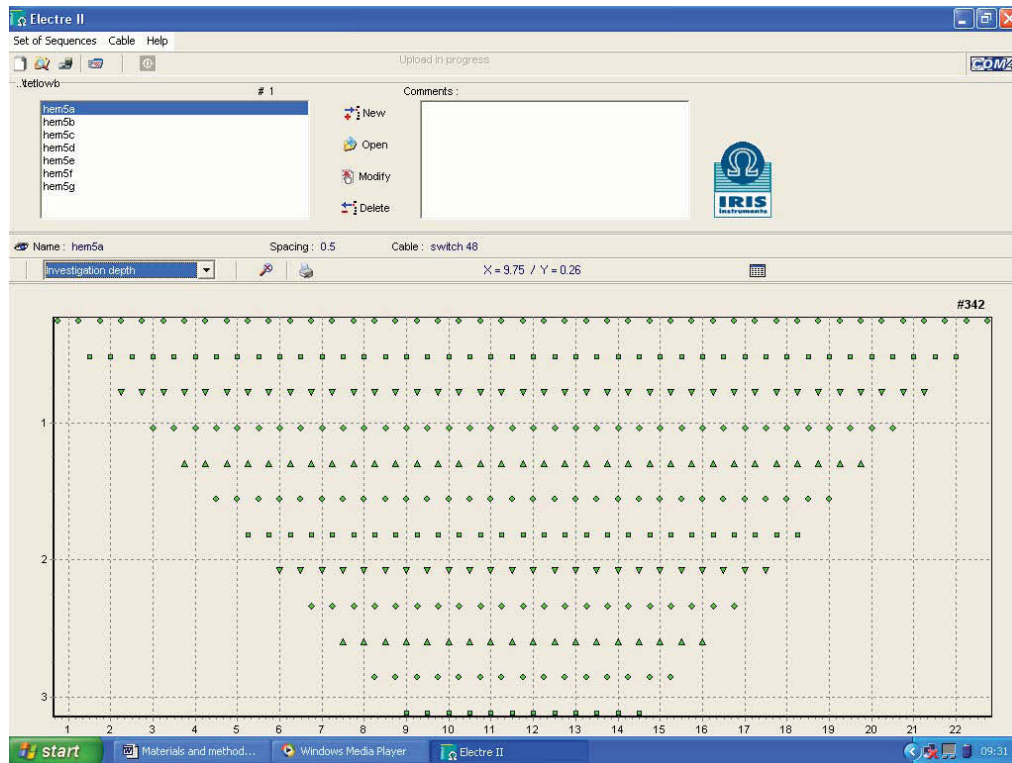 Electre II
Set of Sequences Cable Help
Upload in progress
COM4
..\tetlowb
# 1
Comments :
hem5a
hem5b
hem5c
hem5d
hem5e
hem5f
hem5g
New
Open
Modify
Delete
IRIS
Instruments
Name : hem5a Spacing : 0.5 Cable : switch 48
Investigation depth X = 9.75 / Y = 0.26
#342
1
2
3
1 2 3 4 5 6 7 8 9 10 11 12 13 14 15 16 17 18 19 20 21 22
start Materials and method... Windows Media Player Electre II 09:31